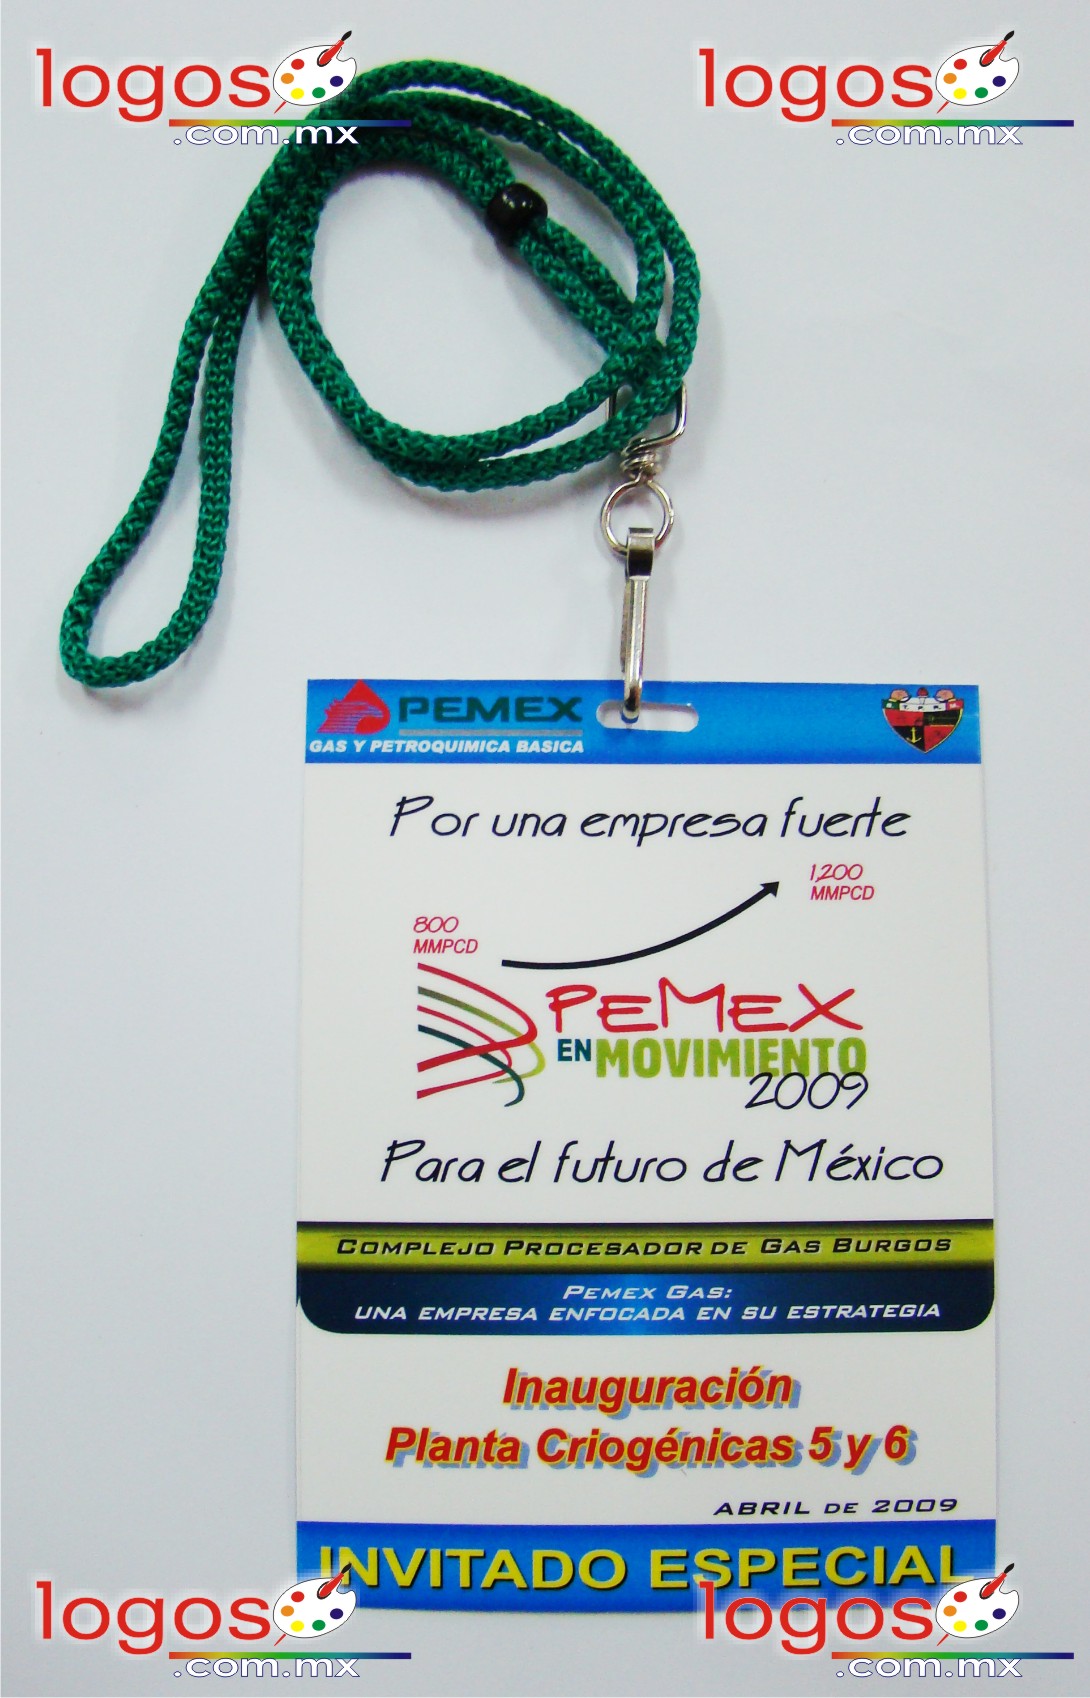 logos
.com.mx
logos
.com.mx
PEMEX
GAS Y PETROQUIMICA BASICA
Por una empresa fuerte
1,200
MMPCD
800
MMPCD
PEMEX
EN MOVIMIENTO
2009
Para el futuro de México
COMPLEJO PROCESADOR DE GAS BURGOS
PEMEX GAS:
UNA EMPRESA ENFOCADA EN SU ESTRATEGIA
Inauguración
Planta Criogénicas 5 y 6
ABRIL DE 2009
INVITADO ESPECIAL
logos
.com.mx
logos
.com.mx